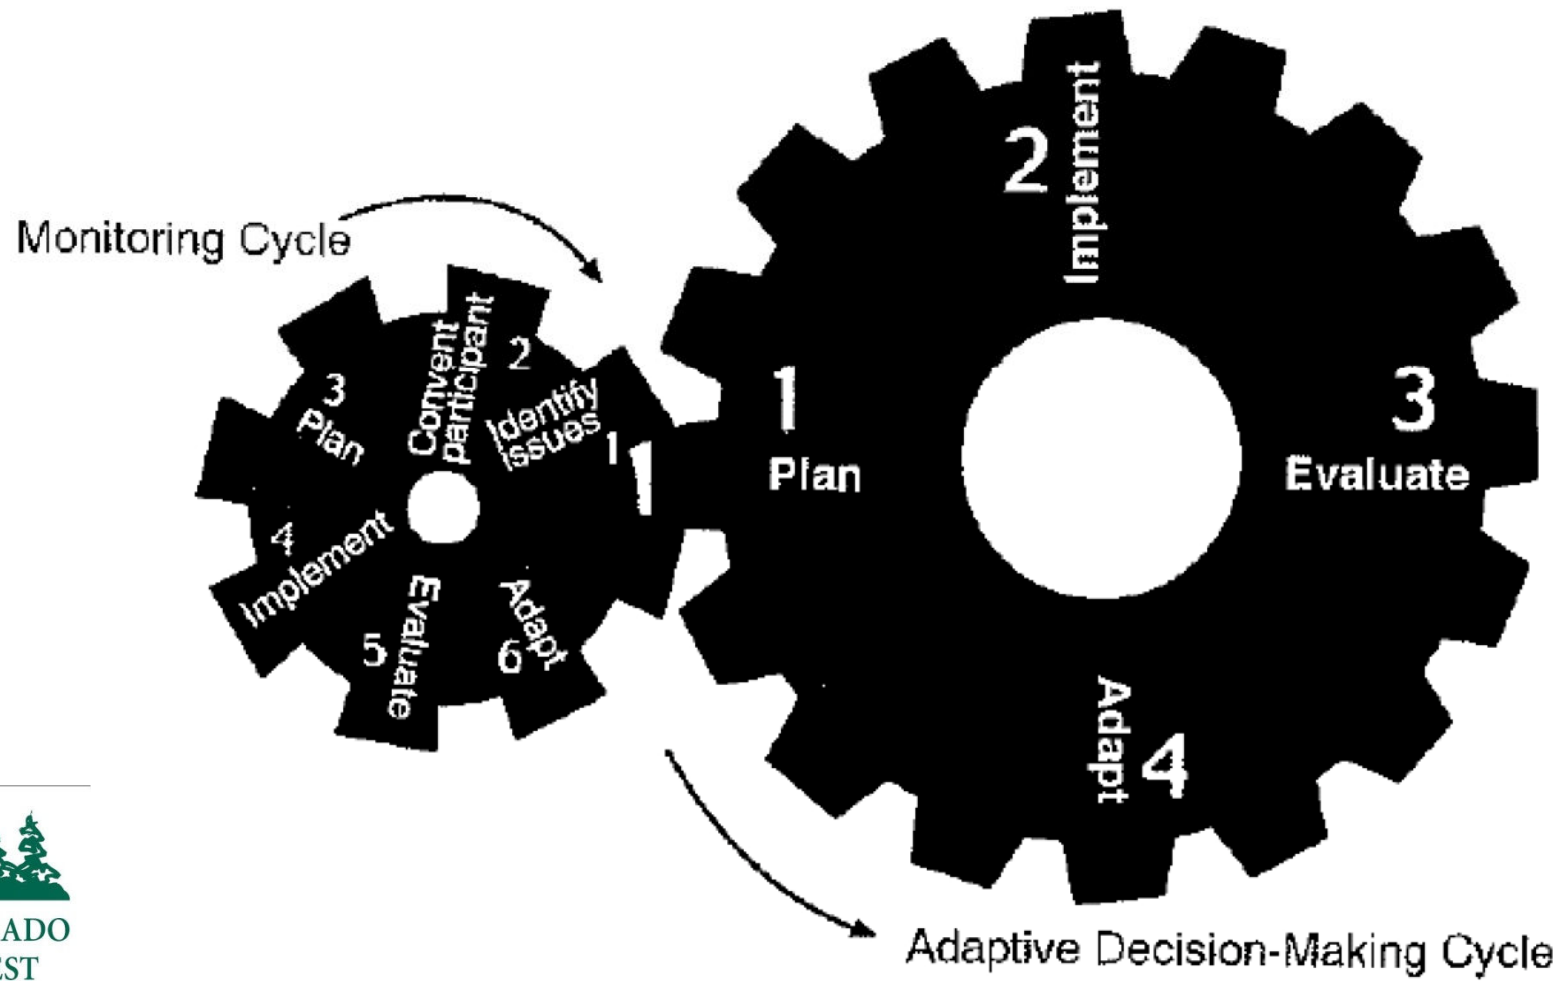 Monitoring Cycle
Convent
participant
2
Identify
issues
1
1
3
Plan
4
Implement
5
Evaluate
6
Adapt
1
Plan
2
Implement
3
Evaluate
Adapt
4
Adaptive Decision-Making Cycle
ADO
EST